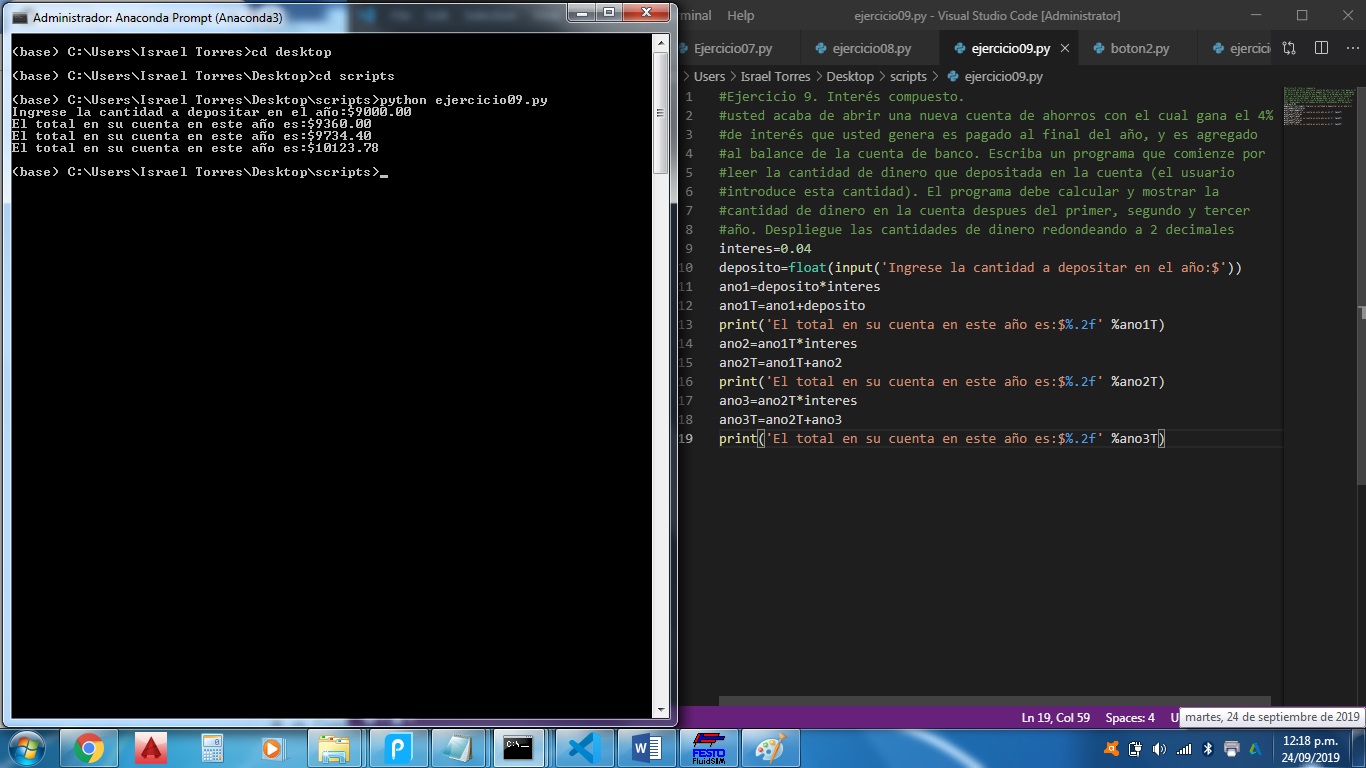 Administrador: Anaconda Prompt (Anaconda3)
(base) C:\Users\Israel Torres>cd desktop
(base) C:\Users\Israel Torres\Desktop>cd scripts
(base) C:\Users\Israel Torres\Desktop\scripts>python ejercicio09.py
Ingrese la cantidad a depositar en el año:$9000.00
El total en su cuenta en este año es:$9360.00
El total en su cuenta en este año es:$9734.40
El total en su cuenta en este año es:$10123.78
(base) C:\Users\Israel Torres\Desktop\scripts>_
Help
ejercicio09.py - Visual Studio Code [Administrator]
Ejercicio07.py
ejercicio08.py
ejercicio09.py
boton2.py
Users > Israel Torres > Desktop > scripts > ejercicio09.py
1 #Ejercicio 9. Interés compuesto.
2 #usted acaba de abrir una nueva cuenta de ahorros con el cual gana el 4%
3 #de interés que usted genera es pagado al final del año, y es agregado
4 #al balance de la cuenta de banco. Escriba un programa que comienze por
5 #leer la cantidad de dinero que depositada en la cuenta (el usuario
6 #introduce esta cantidad). El programa debe calcular y mostrar la
7 #cantidad de dinero en la cuenta despues del primer, segundo y tercer
8 #año. Despliegue las cantidades de dinero redondeando a 2 decimales
9 interes=0.04
10 deposito=float(input('Ingrese la cantidad a depositar en el año:$'))
11 ano1=deposito*interes
12 ano1T=ano1+deposito
13 print('El total en su cuenta en este año es:$%.2f' %ano1T)
14 ano2=ano1T*interes
15 ano2T=ano1T+ano2
16 print('El total en su cuenta en este año es:$%.2f' %ano2T)
17 ano3=ano2T*interes
18 ano3T=ano2T+ano3
19 print('El total en su cuenta en este año es:$%.2f' %ano3T)
Ln 19, Col 59 Spaces: 4 U
martes, 24 de septiembre de 2019
C:\
FESTO
FluidSIM
12:18 p.m.
24/09/2019